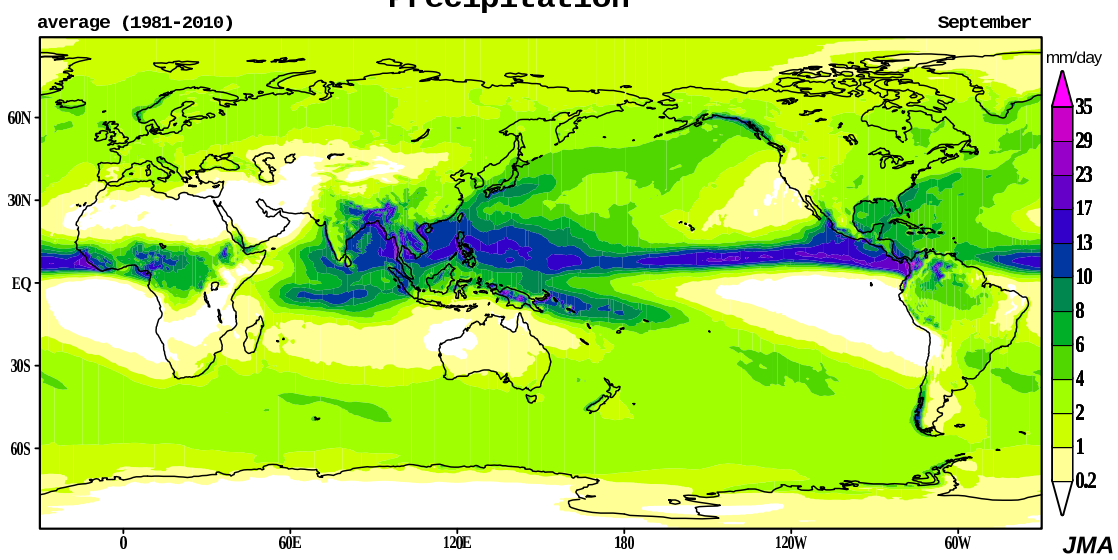 Precipitation
average (1981-2010) September
mm/day
35
29
23
17
13
10
8
6
4
2
1
0.2
60N
30N
EQ
30S
60S
0 60E 120E 180 120W 60W
JMA